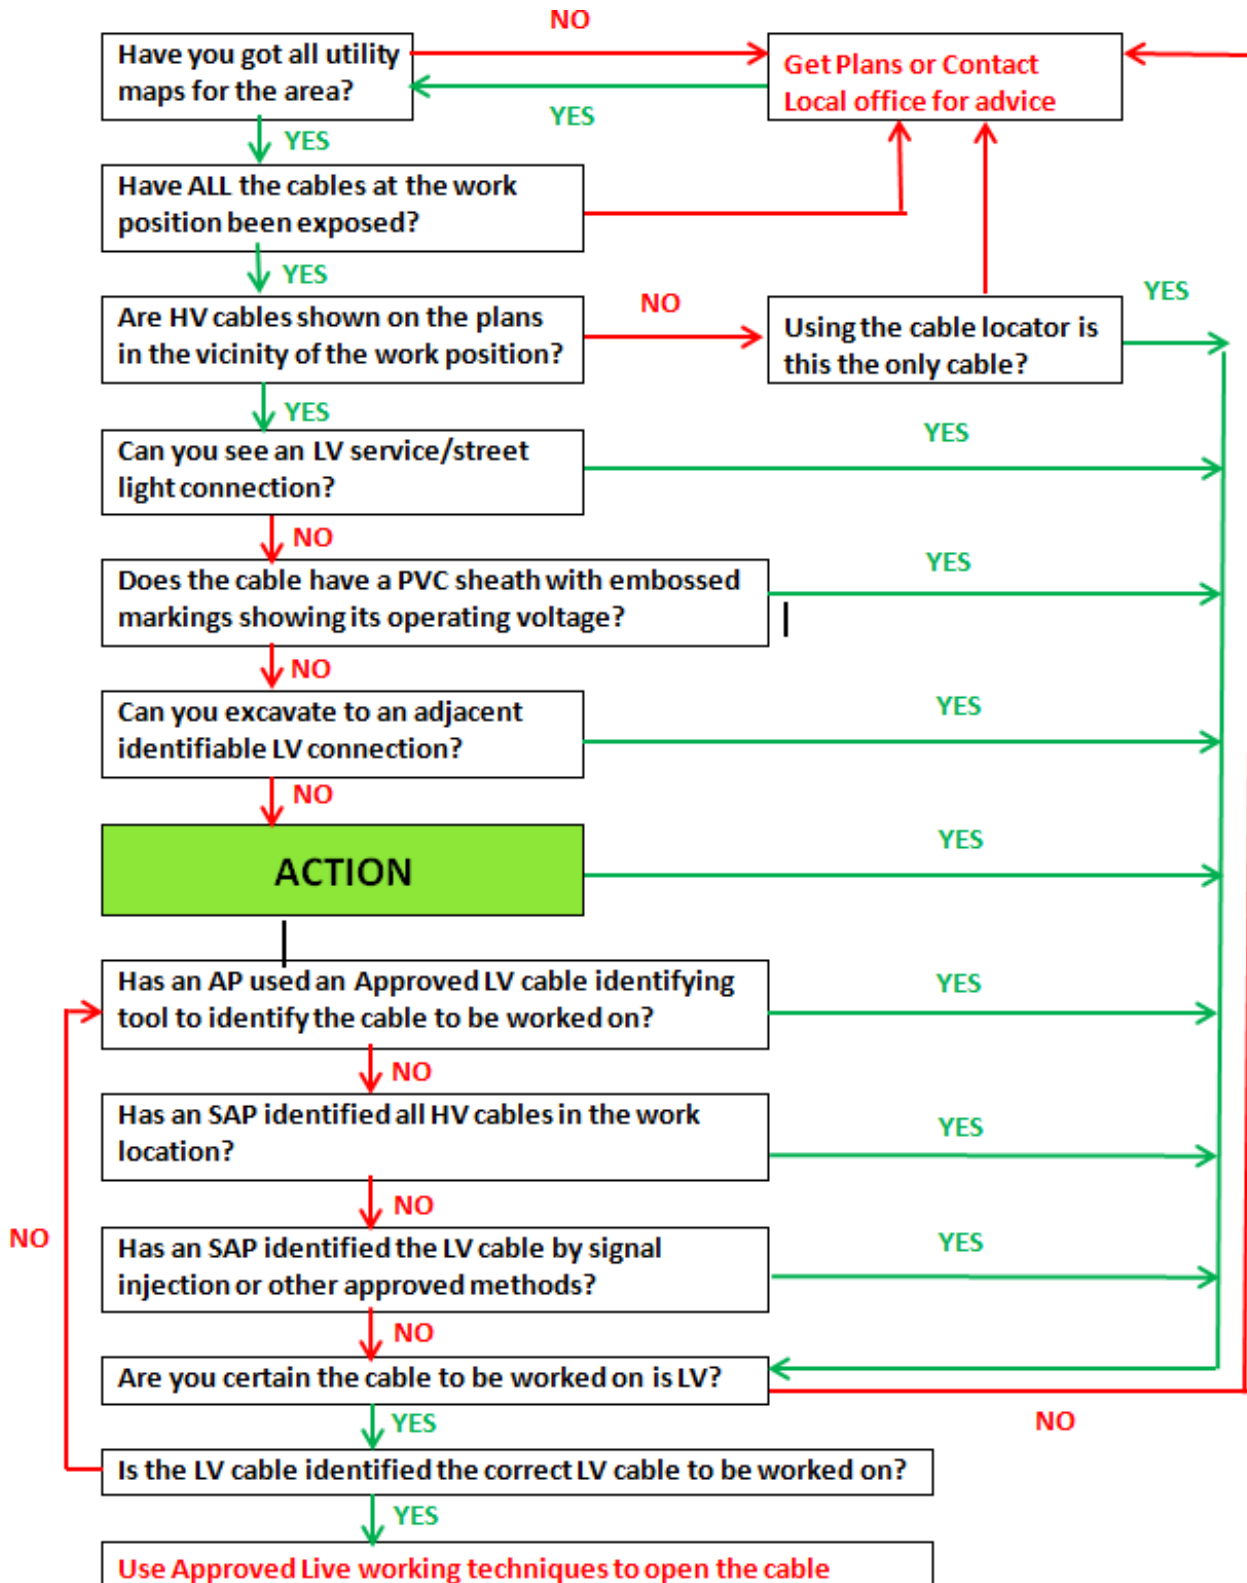 NO
Have you got all utility
maps for the area?
Get Plans or Contact
Local office for advice
YES
YES
Have ALL the cables at the work
position been exposed?
YES
Are HV cables shown on the plans
in the vicinity of the work position?
NO
Using the cable locator is
this the only cable?
YES
YES
Can you see an LV service/street
light connection?
YES
NO
Does the cable have a PVC sheath with embossed
markings showing its operating voltage?
YES
NO
Can you excavate to an adjacent
identifiable LV connection?
YES
NO
ACTION
YES
Has an AP used an Approved LV cable identifying
tool to identify the cable to be worked on?
YES
NO
Has an SAP identified all HV cables in the work
location?
YES
NO
NO
Has an SAP identified the LV cable by signal
injection or other approved methods?
YES
NO
Are you certain the cable to be worked on is LV?
YES
NO
Is the LV cable identified the correct LV cable to be worked on?
YES
Use Approved Live working techniques to open the cable